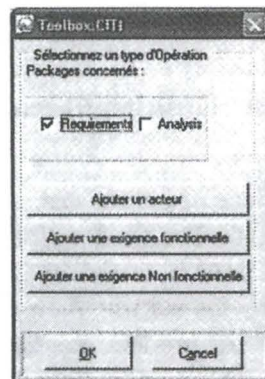 Toolbox.CITI
Sélectionnez un type d'Opération
Packages concernés :
Requirements Analysis
Ajouter un acteur
Ajouter une exigence fonctionnelle
Ajouter une exigence Non fonctionnelle
OK Cancel